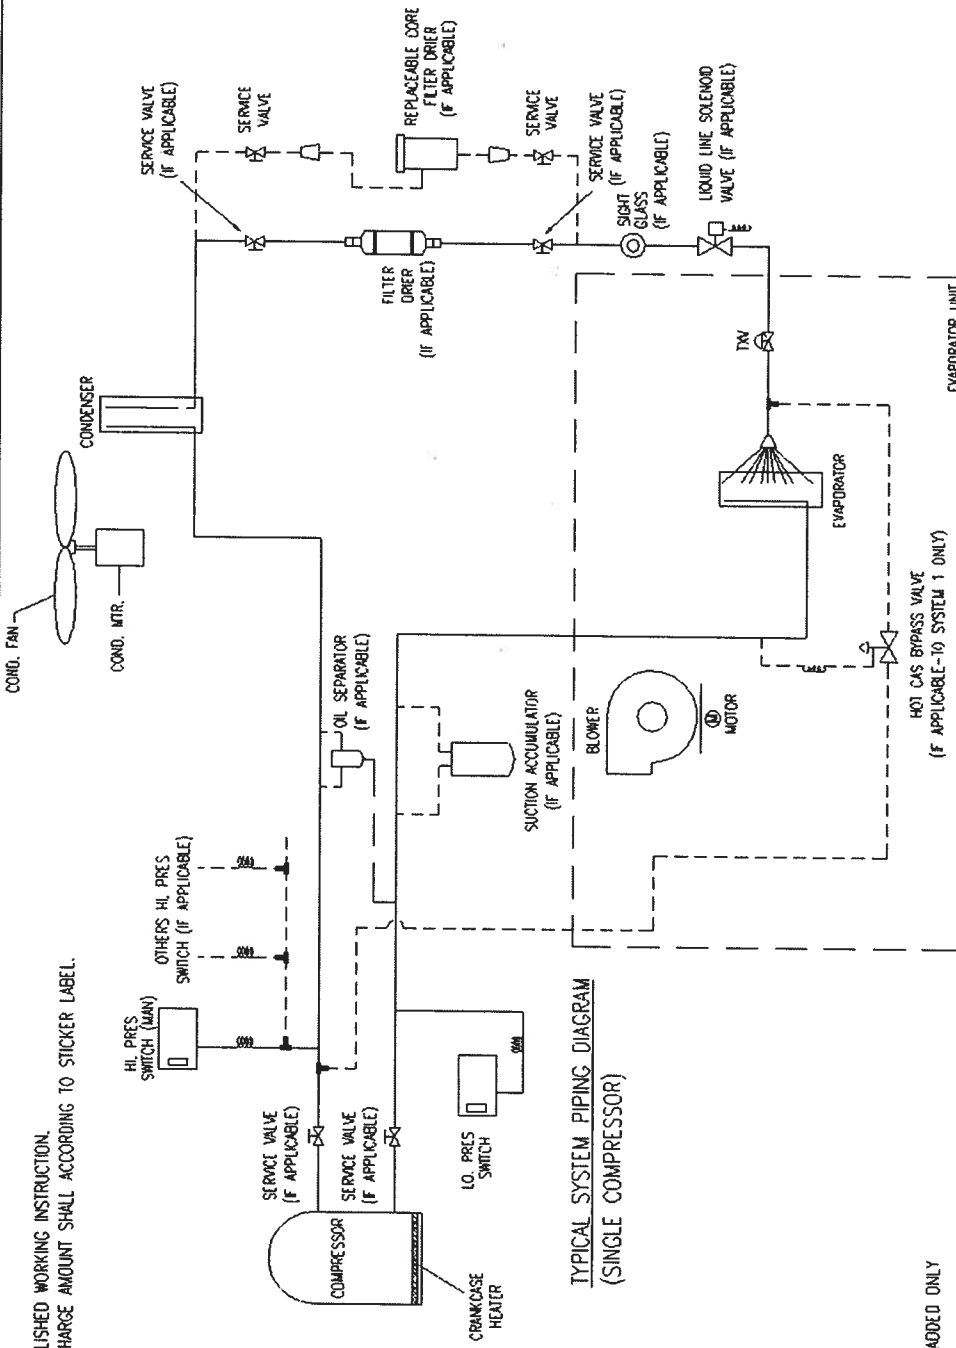 LISHED WORKING INSTRUCTION.
HARGE AMOUNT SHALL ACCORDING TO STICKER LABEL.
COND. FAN
COND. MTR.
CONDENSER
SERVICE VALVE
(IF APPLICABLE)
SERVICE
VALVE
REPLACEABLE CORE
FILTER DRIER
(IF APPLICABLE)
SERVICE
VALVE
SERVICE VALVE
(IF APPLICABLE)
SIGHT
GLASS
(IF APPLICABLE)
LIQUID LINE SOLENOID
VALVE (IF APPLICABLE)
FILTER
DRIER
(IF APPLICABLE)
HI. PRES
SWITCH (MAN)
OTHERS HI. PRES
SWITCH (IF APPLICABLE)
OIL SEPARATOR
(IF APPLICABLE)
SERVICE VALVE
(IF APPLICABLE)
SERVICE VALVE
(IF APPLICABLE)
COMPRESSOR
CRANKCASE
HEATER
LO. PRES
SWITCH
SUCTION ACCUMULATOR
(IF APPLICABLE)
BLOWER
M
MOTOR
TXV
EVAPORATOR
EVAPORATOR UNIT
HOT GAS BYPASS VALVE
(IF APPLICABLE-TO SYSTEM 1 ONLY)
TYPICAL SYSTEM PIPING DIAGRAM
(SINGLE COMPRESSOR)
ADDED ONLY